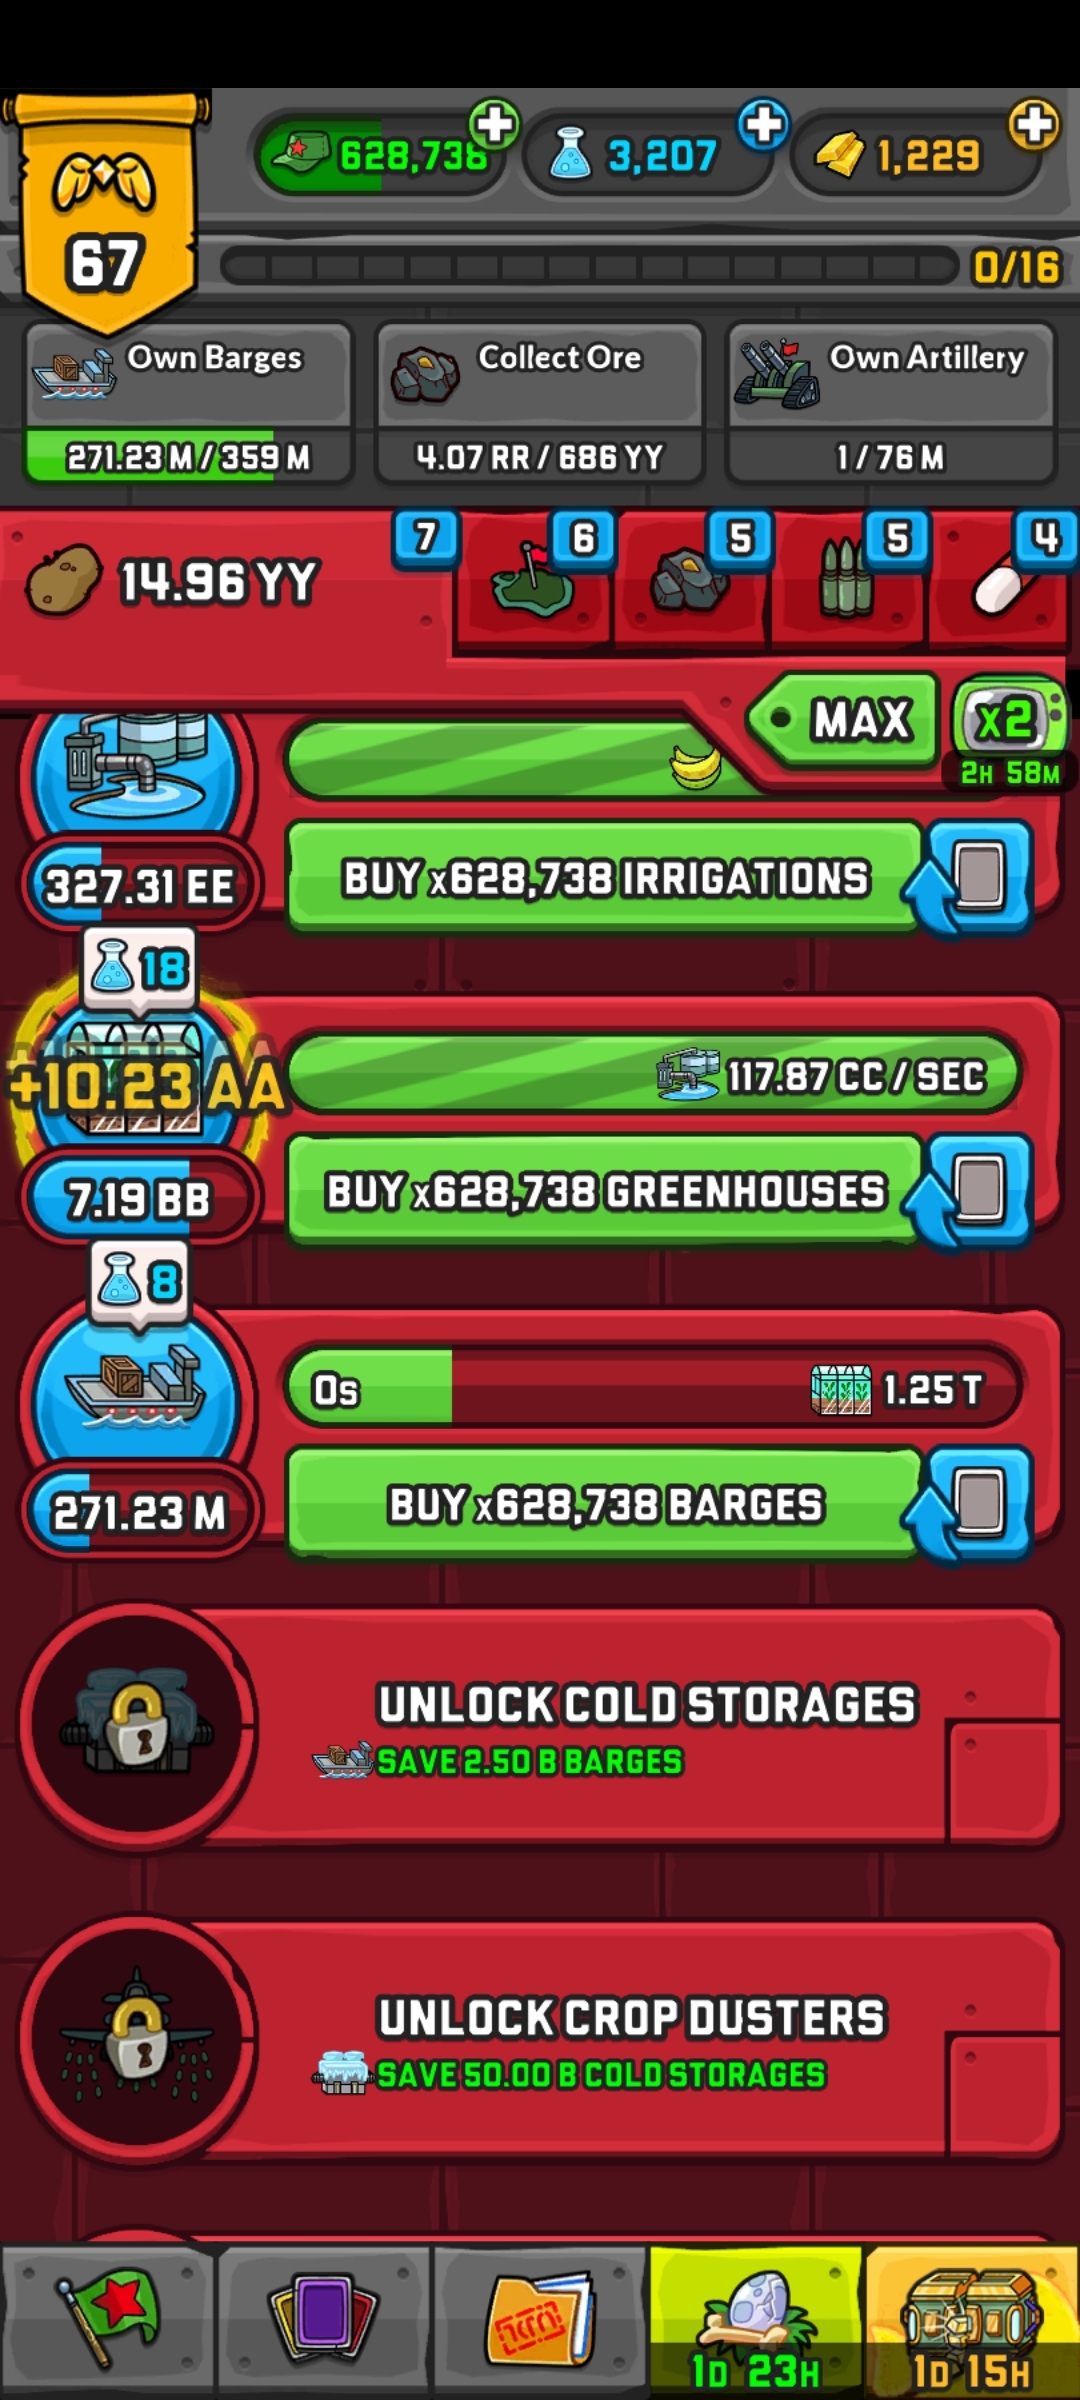 628,738
3,207
1,229
67
0/16
Own Barges
271.23 M / 359 M
Collect Ore
4.07 RR / 686 YY
Own Artillery
1 / 76 M
14.96 YY
7
6
5
5
4
MAX
X2
2H 58M
327.31 EE
BUY x628,738 IRRIGATIONS
18
+10.23 AA
117.87 CC / SEC
7.19 BB
BUY x628,738 GREENHOUSES
8
0s
1.25 T
271.23 M
BUY x628,738 BARGES
UNLOCK COLD STORAGES
SAVE 2.50 B BARGES
UNLOCK CROP DUSTERS
SAVE 50.00 B COLD STORAGES
1D 23H
1D 15H